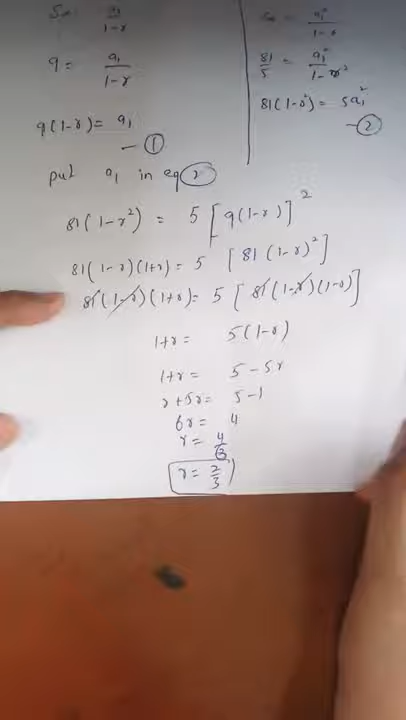 S∞ = a₁/(1-r)
9 = a₁/(1-r)
9(1-r) = a₁ — ①
S∞ = a₁²/(1-r)
81/5 = a₁²/(1-r²)
81(1-r²) = 5a₁² — ②
put a₁ in eq ②
81(1-r²) = 5[9(1-r)]²
81(1-r)(1+r) = 5[81(1-r)²]
81(1-r)(1+r) = 5[81(1-r)(1-r)]
1+r = 5(1-r)
1+r = 5-5r
r+5r = 5-1
6r = 4
r = 4/6
r = 2/3